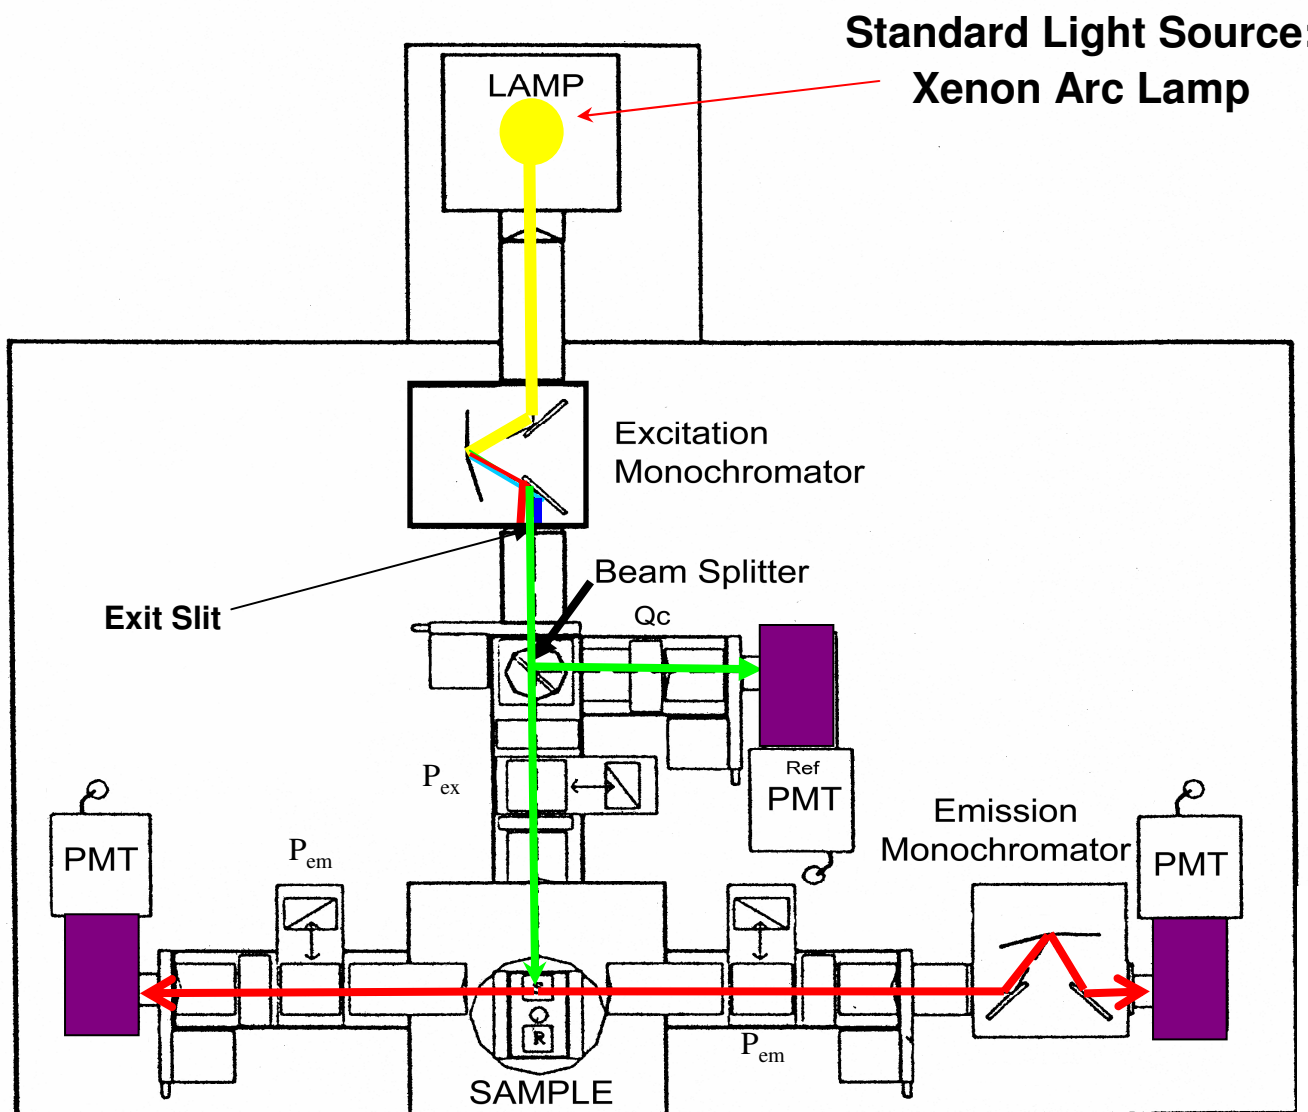 Standard Light Source:
Xenon Arc Lamp
LAMP
Excitation
Monochromator
Beam Splitter
Exit Slit
Qc
Pex
Ref
PMT
Emission
Monochromator
PMT
PMT
Pem
Pem
S
R
SAMPLE